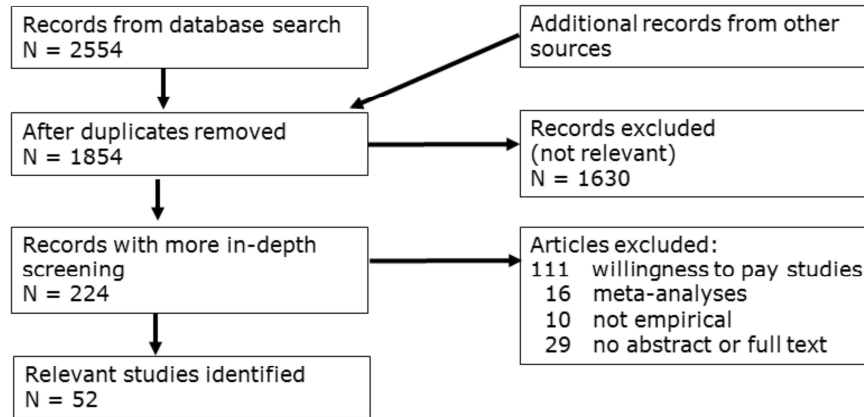 Records from database search
N = 2554
Additional records from other
sources
After duplicates removed
N = 1854
Records excluded
(not relevant)
N = 1630
Records with more in-depth
screening
N = 224
Articles excluded:
111 willingness to pay studies
16 meta-analyses
10 not empirical
29 no abstract or full text
Relevant studies identified
N = 52